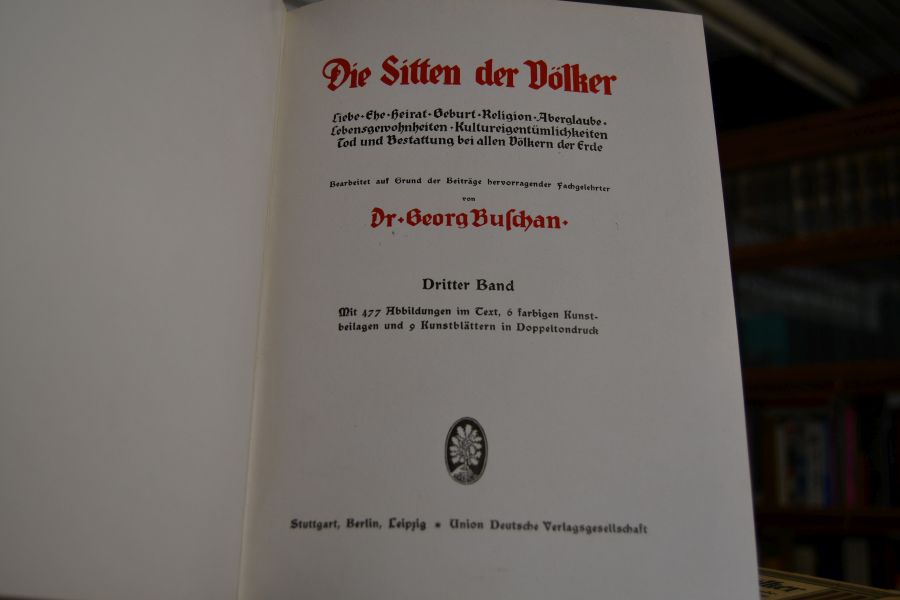 Die Sitten der Völker
Liebe · Ehe · Heirat · Geburt · Religion · Aberglaube ·
Lebensgewohnheiten · Kultureigentümlichkeiten
Tod und Bestattung bei allen Völkern der Erde
Bearbeitet auf Grund der Beiträge hervorragender Fachgelehrter
von
Dr · Georg Buſchan ·
Dritter Band
Mit 477 Abbildungen im Text, 6 farbigen Kunst-
beilagen und 9 Kunstblättern in Doppeltondruck
Stuttgart, Berlin, Leipzig * Union Deutsche Verlagsgesellschaft